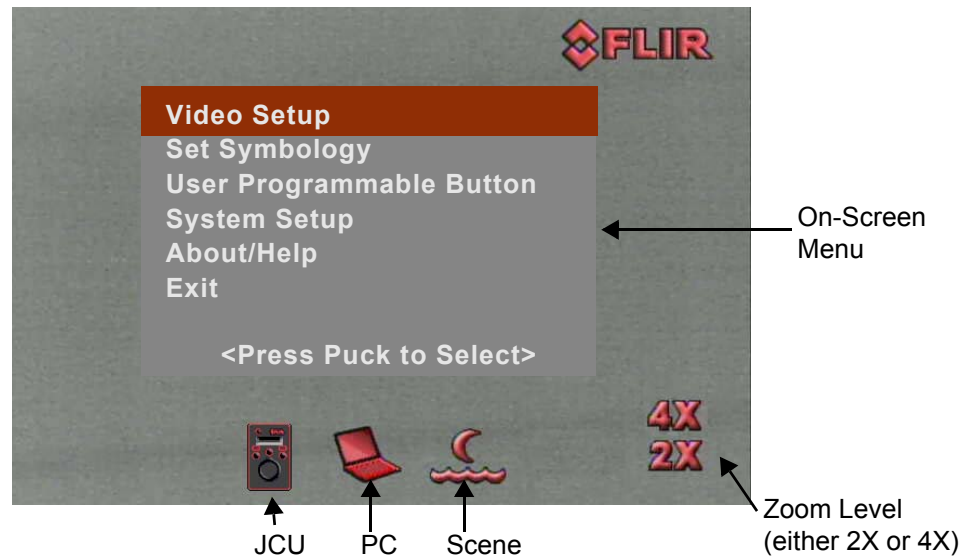 FLIR
Video Setup
Set Symbology
User Programmable Button
System Setup
About/Help
Exit
<Press Puck to Select>
On-Screen
Menu
4X
2X
JCU
PC
Scene
Zoom Level
(either 2X or 4X)